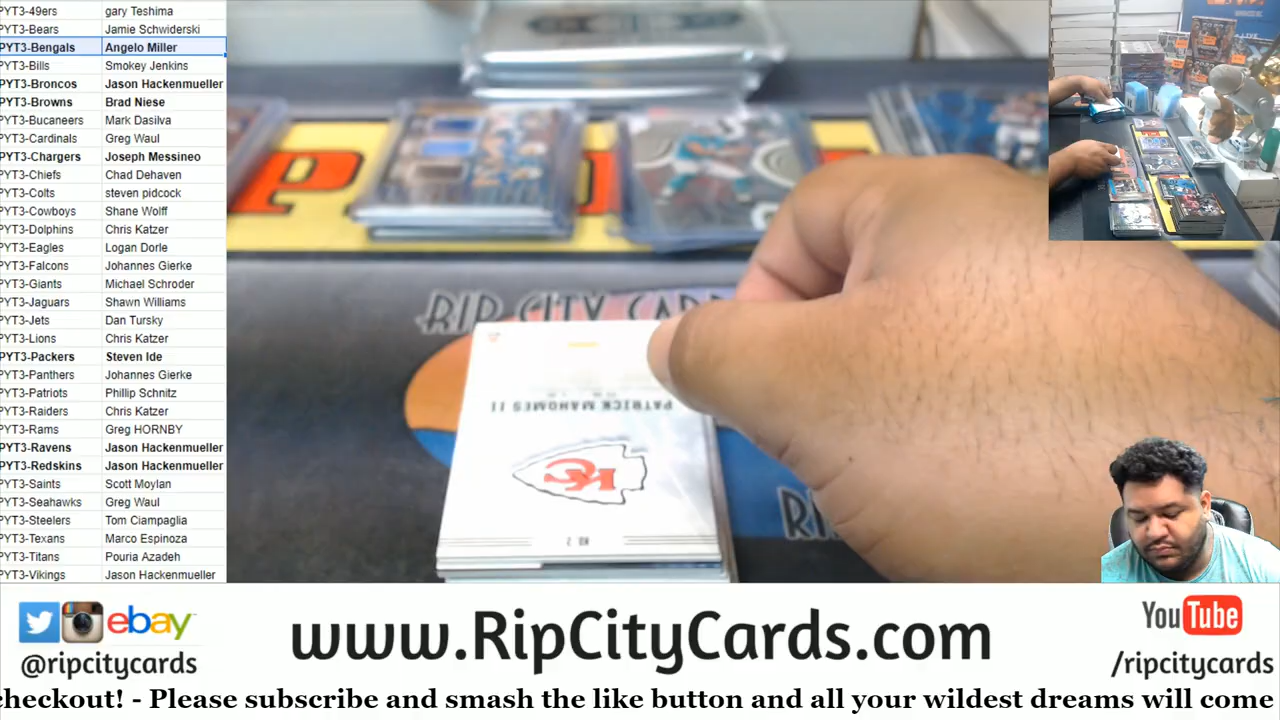 PYT3-49ers gary Teshima
PYT3-Bears Jamie Schwiderski
PYT3-Bengals Angelo Miller
PYT3-Bills Smokey Jenkins
PYT3-Broncos Jason Hackenmueller
PYT3-Browns Brad Niese
PYT3-Bucaneers Mark Dasilva
PYT3-Cardinals Greg Waul
PYT3-Chargers Joseph Messineo
PYT3-Chiefs Chad Dehaven
PYT3-Colts steven pidcock
PYT3-Cowboys Shane Wolff
PYT3-Dolphins Chris Katzer
PYT3-Eagles Logan Dorle
PYT3-Falcons Johannes Gierke
PYT3-Giants Michael Schroder
PYT3-Jaguars Shawn Williams
PYT3-Jets Dan Tursky
PYT3-Lions Chris Katzer
PYT3-Packers Steven Ide
PYT3-Panthers Johannes Gierke
PYT3-Patriots Phillip Schnitz
PYT3-Raiders Chris Katzer
PYT3-Rams Greg HORNBY
PYT3-Ravens Jason Hackenmueller
PYT3-Redskins Jason Hackenmueller
PYT3-Saints Scott Moylan
PYT3-Seahawks Greg Waul
PYT3-Steelers Tom Ciampaglia
PYT3-Texans Marco Espinoza
PYT3-Titans Pouria Azadeh
PYT3-Vikings Jason Hackenmueller
RIP CITY CARD
PATRICK MAHOMES II
KC
RI
ebay
@ripcitycards
www.RipCityCards.com
YouTube
/ripcitycards
checkout! - Please subscribe and smash the like button and all your wildest dreams will come